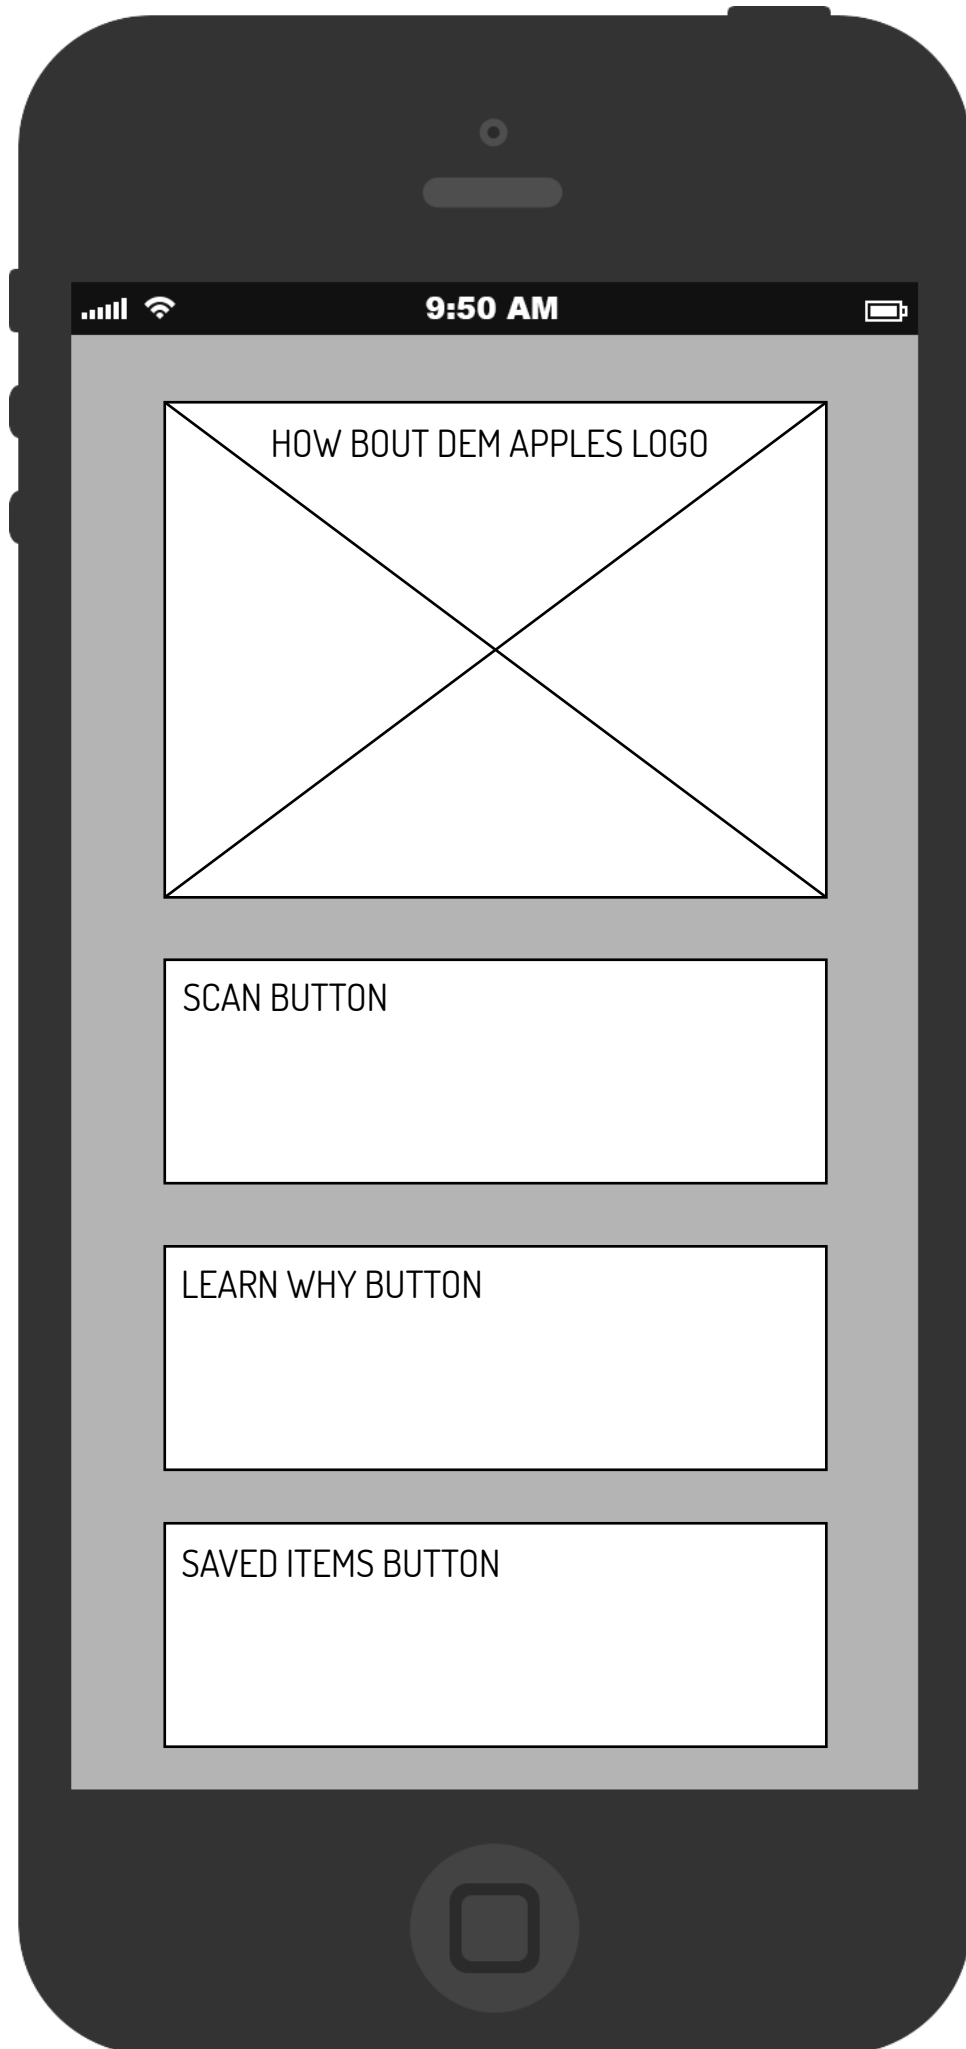 9:50 AM
HOW BOUT DEM APPLES LOGO
SCAN BUTTON
LEARN WHY BUTTON
SAVED ITEMS BUTTON